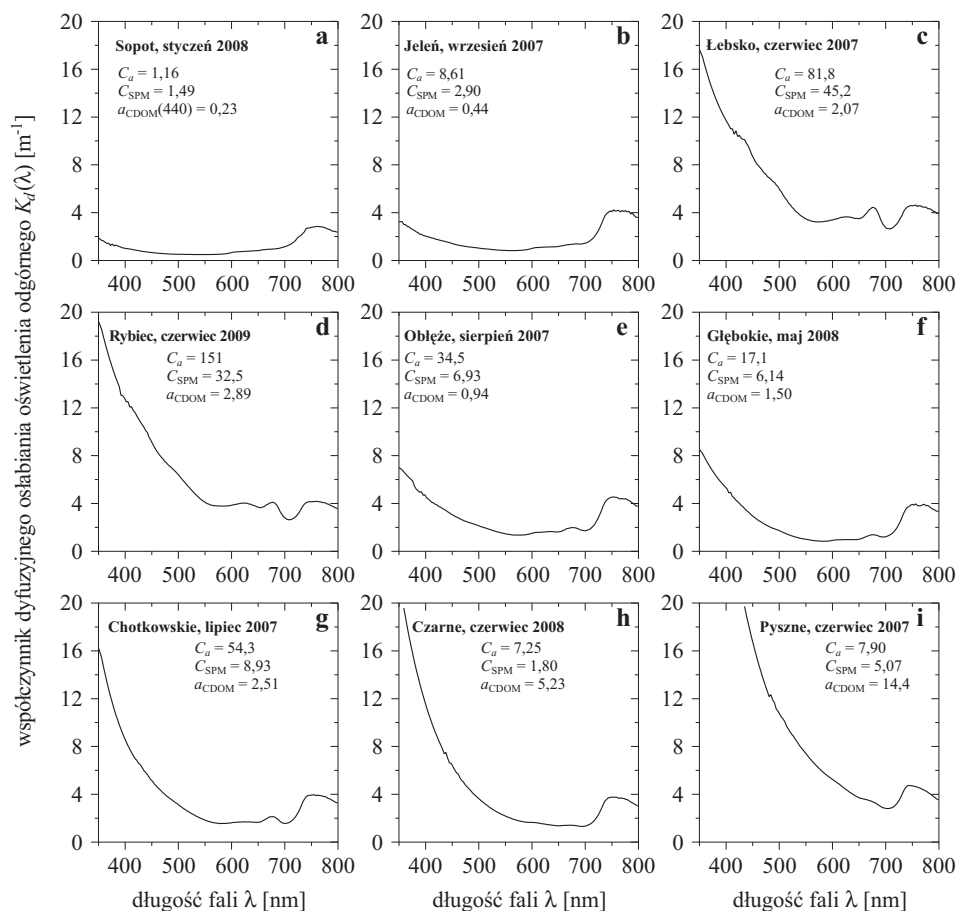 współczynnik dyfuzyjnego osłabiania oświetlenia odgórnego K_d(λ) [m⁻¹]
20
16
12
8
4
0
a
Sopot, styczeń 2008
C_a = 1,16
C_SPM = 1,49
a_CDOM(440) = 0,23
400 500 600 700 800
20
16
12
8
4
0
b
Jeleń, wrzesień 2007
C_a = 8,61
C_SPM = 2,90
a_CDOM = 0,44
400 500 600 700 800
20
16
12
8
4
0
c
Łebsko, czerwiec 2007
C_a = 81,8
C_SPM = 45,2
a_CDOM = 2,07
400 500 600 700 800
20
16
12
8
4
0
d
Rybiec, czerwiec 2009
C_a = 151
C_SPM = 32,5
a_CDOM = 2,89
400 500 600 700 800
20
16
12
8
4
0
e
Obłęże, sierpień 2007
C_a = 34,5
C_SPM = 6,93
a_CDOM = 0,94
400 500 600 700 800
20
16
12
8
4
0
f
Głębokie, maj 2008
C_a = 17,1
C_SPM = 6,14
a_CDOM = 1,50
400 500 600 700 800
20
16
12
8
4
0
g
Chotkowskie, lipiec 2007
C_a = 54,3
C_SPM = 8,93
a_CDOM = 2,51
400 500 600 700 800
długość fali λ [nm]
20
16
12
8
4
0
h
Czarne, czerwiec 2008
C_a = 7,25
C_SPM = 1,80
a_CDOM = 5,23
400 500 600 700 800
długość fali λ [nm]
20
16
12
8
4
0
i
Pyszne, czerwiec 2007
C_a = 7,90
C_SPM = 5,07
a_CDOM = 14,4
400 500 600 700 800
długość fali λ [nm]